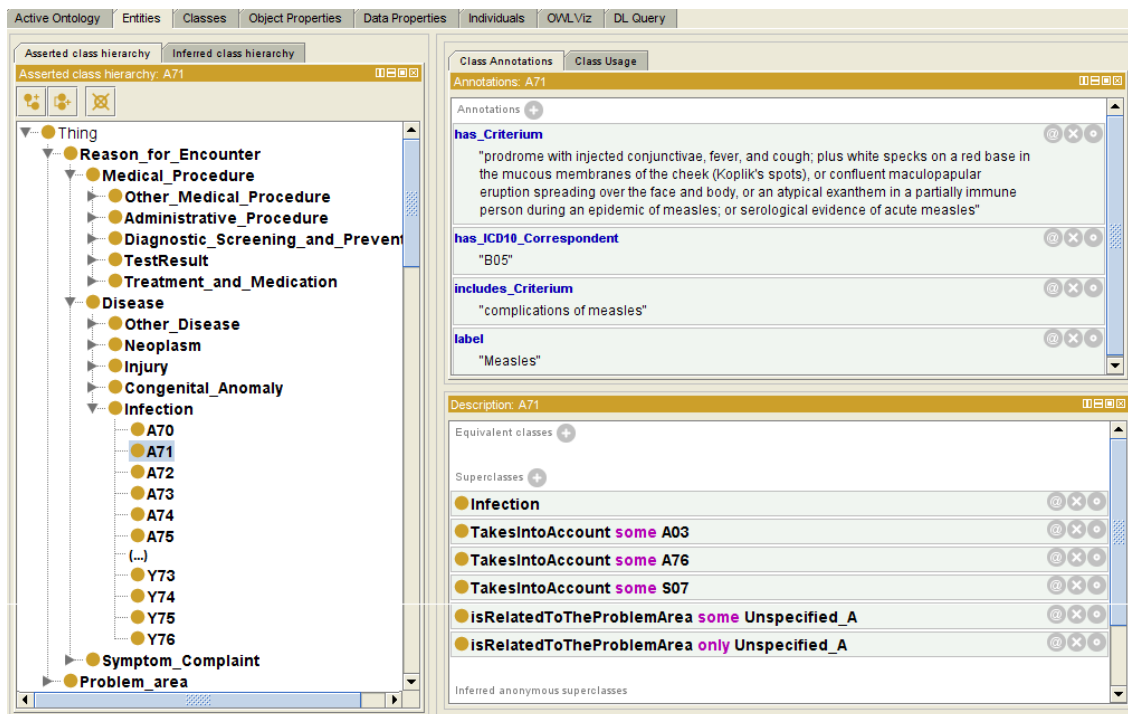 Active Ontology Entities Classes Object Properties Data Properties Individuals OWLViz DL Query
Asserted class hierarchy Inferred class hierarchy
Asserted class hierarchy: A71
Thing
Reason_for_Encounter
Medical_Procedure
Other_Medical_Procedure
Administrative_Procedure
Diagnostic_Screening_and_Prevent
TestResult
Treatment_and_Medication
Disease
Other_Disease
Neoplasm
Injury
Congenital_Anomaly
Infection
A70
A71
A72
A73
A74
A75
(...)
Y73
Y74
Y75
Y76
Symptom_Complaint
Problem_area
Class Annotations Class Usage
Annotations: A71
Annotations
has_Criterium
"prodrome with injected conjunctivae, fever, and cough; plus white specks on a red base in
the mucous membranes of the cheek (Koplik's spots), or confluent maculopapular
eruption spreading over the face and body, or an atypical exanthem in a partially immune
person during an epidemic of measles; or serological evidence of acute measles"
has_ICD10_Correspondent
"B05"
includes_Criterium
"complications of measles"
label
"Measles"
Description: A71
Equivalent classes
Superclasses
Infection
TakesIntoAccount some A03
TakesIntoAccount some A76
TakesIntoAccount some S07
isRelatedToTheProblemArea some Unspecified_A
isRelatedToTheProblemArea only Unspecified_A
Inferred anonymous superclasses